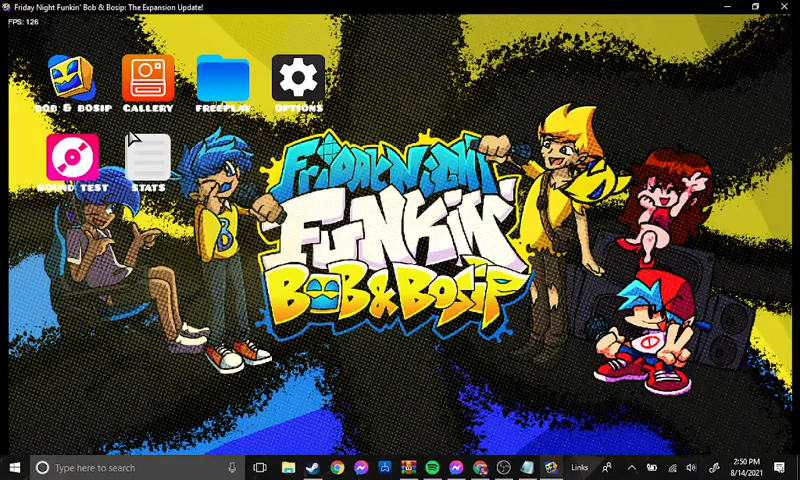 Friday Night Funkin' Bob & Bosip: The Expansion Update!
FPS: 126
BOB & BOSIP
GALLERY
FREEPLAY
OPTIONS
SOUND TEST
STATS
Friday Night
Funkin'
Bob & Bosip
B
Type here to search
Links
2:50 PM
8/14/2021